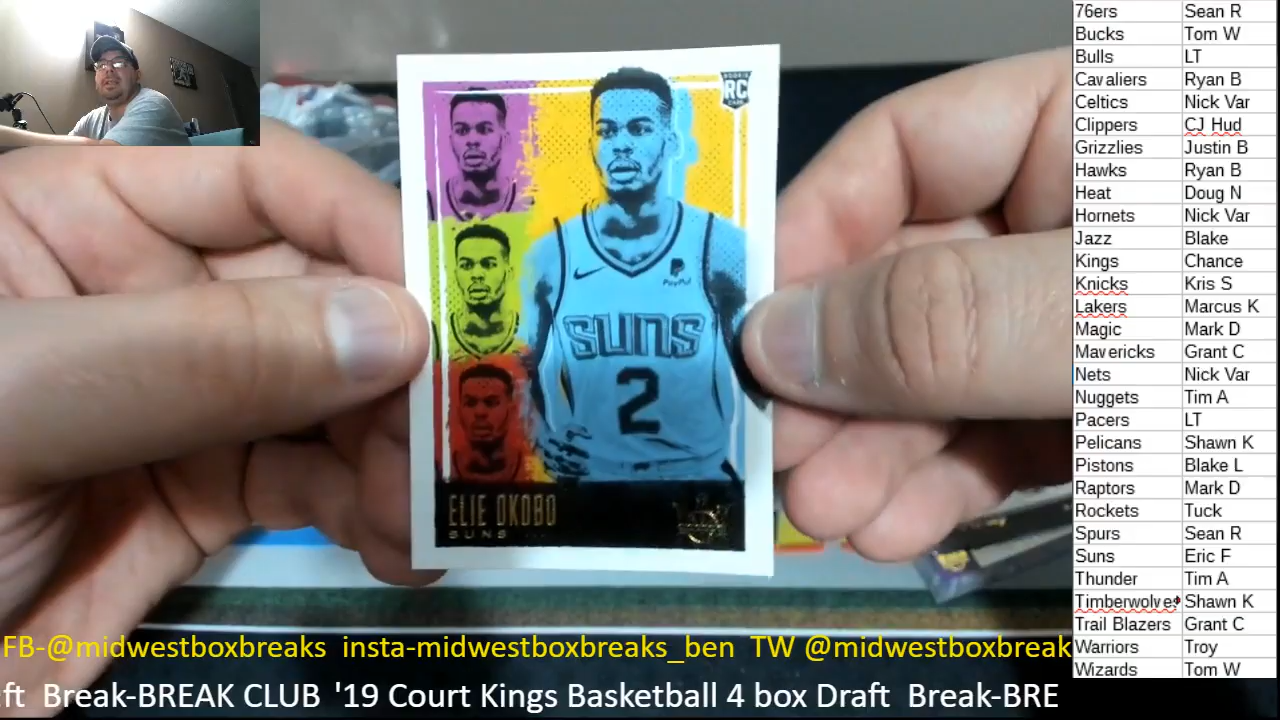 76ers Sean R
Bucks Tom W
Bulls LT
Cavaliers Ryan B
Celtics Nick Var
Clippers CJ Hud
Grizzlies Justin B
Hawks Ryan B
Heat Doug N
Hornets Nick Var
Jazz Blake
Kings Chance
Knicks Kris S
Lakers Marcus K
Magic Mark D
Mavericks Grant C
Nets Nick Var
Nuggets Tim A
Pacers LT
Pelicans Shawn K
Pistons Blake L
Raptors Mark D
Rockets Tuck
Spurs Sean R
Suns Eric F
Thunder Tim A
Timberwolves Shawn K
Trail Blazers Grant C
Warriors Troy
Wizards Tom W
RC
PayPal
SUNS
2
ELIE OKOBO
SUNS
FB-@midwestboxbreaks insta-midwestboxbreaks_ben TW @midwestboxbreak
ft Break-BREAK CLUB '19 Court Kings Basketball 4 box Draft Break-BRE